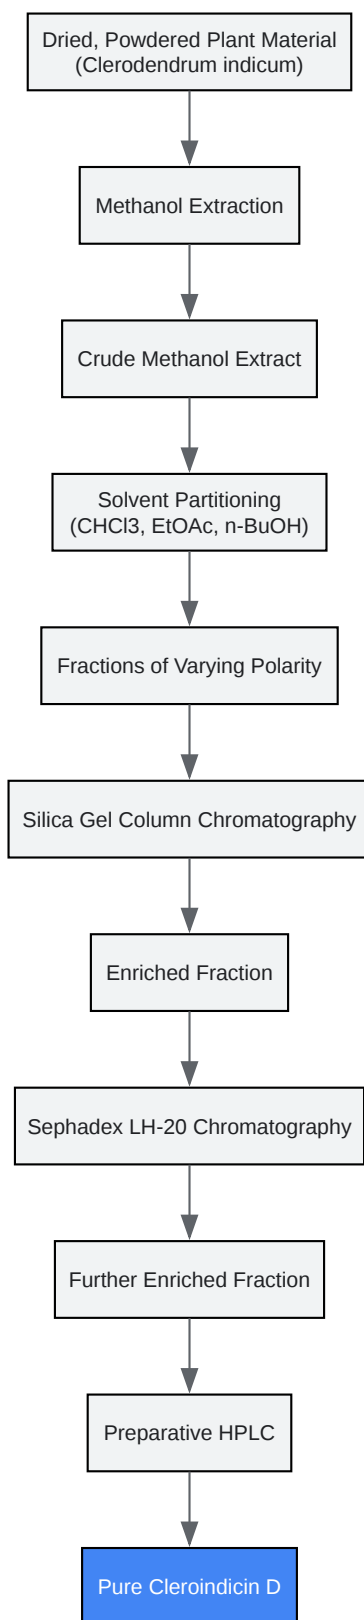 Dried, Powdered Plant Material
(Clerodendrum indicum)
Methanol Extraction
Crude Methanol Extract
Solvent Partitioning
(CHCl3, EtOAc, n-BuOH)
Fractions of Varying Polarity
Silica Gel Column Chromatography
Enriched Fraction
Sephadex LH-20 Chromatography
Further Enriched Fraction
Preparative HPLC
Pure Cleroindicin D